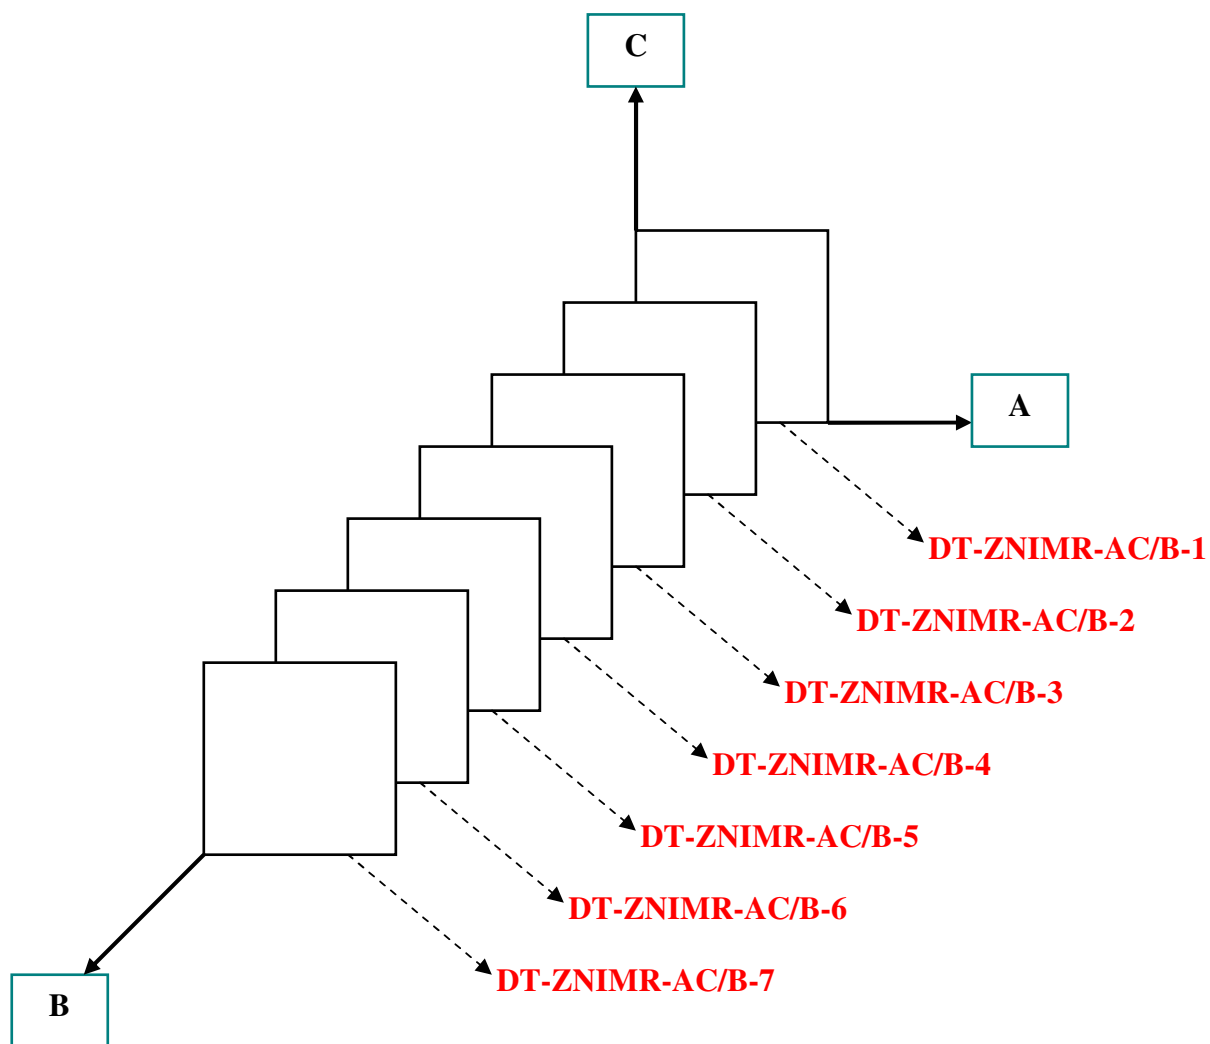 C
A
DT-ZNIMR-AC/B-1
DT-ZNIMR-AC/B-2
DT-ZNIMR-AC/B-3
DT-ZNIMR-AC/B-4
DT-ZNIMR-AC/B-5
DT-ZNIMR-AC/B-6
DT-ZNIMR-AC/B-7
B